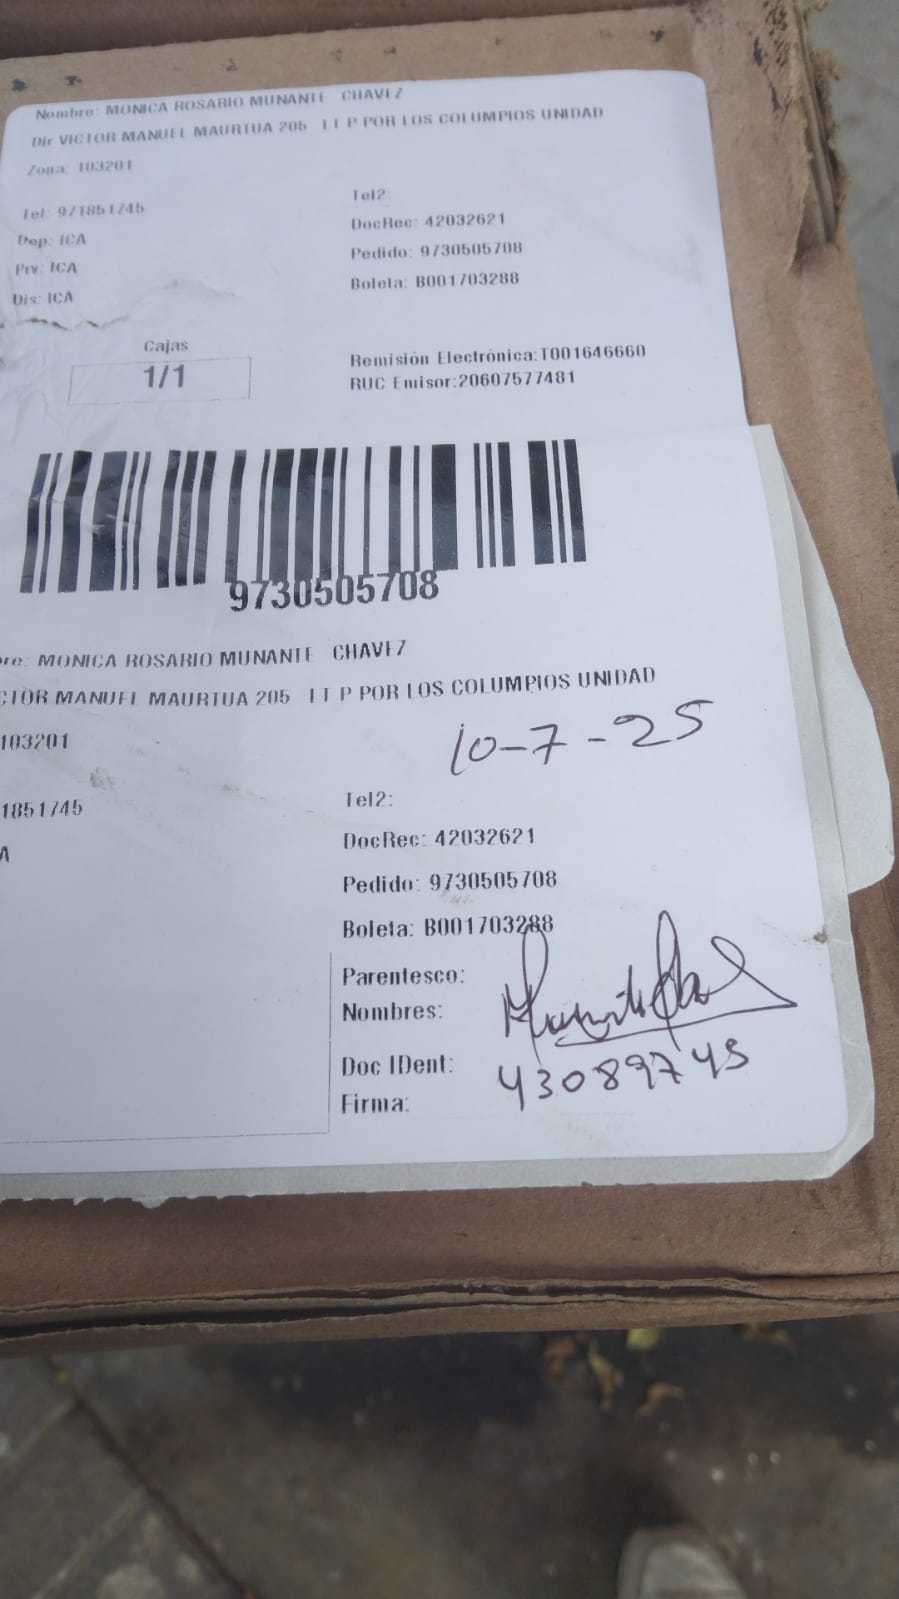 Nombre: MONICA ROSARIO MUNANTE CHAVEZ
Dir VICTOR MANUEL MAURTUA 205 LT P POR LOS COLUMPIOS UNIDAD
Zona: 103201
Tel: 971851745
Tel2:
Dep: ICA
DocRec: 42032621
Prv: ICA
Pedido: 9730505708
Dis: ICA
Boleta: B001703288
Cajas
1/1
Remisión Electrónica:T001646660
RUC Emisor:20607577481
9730505708
re: MONICA ROSARIO MUNANTE CHAVEZ
CTOR MANUEL MAURTUA 205 LT P POR LOS COLUMPIOS UNIDAD
103201
10-7-25
1851745
Tel2:
A
DocRec: 42032621
Pedido: 9730505708
Boleta: B001703288
Parentesco:
Nombres:
Doc IDent: 43089745
Firma: